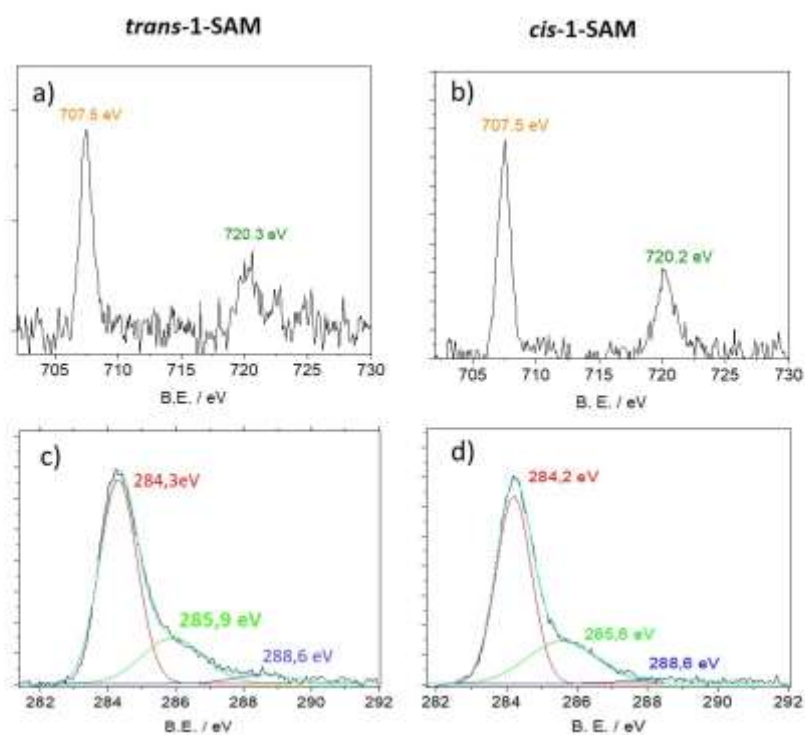 trans-1-SAM
cis-1-SAM
a)
707.5 eV
720.3 eV
705 710 715 720 725 730
B.E. / eV
b)
707.5 eV
720.2 eV
705 710 715 720 725 730
B. E. / eV
c)
284,3eV
285,9 eV
288,6 eV
282 284 286 288 290 292
B.E. / eV
d)
284,2 eV
285,6 eV
288,6 eV
282 284 286 288 290 292
B.E. / eV